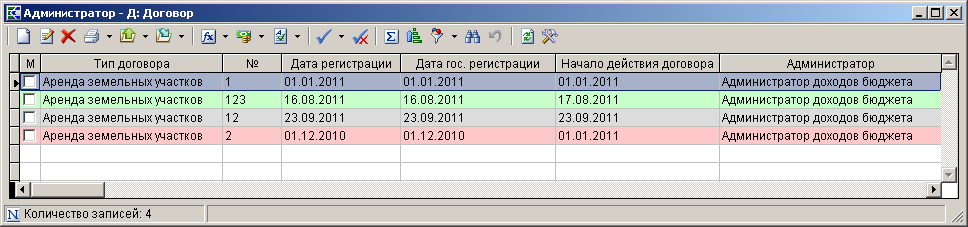 Администратор - Д: Договор
М Тип договора № Дата регистрации Дата гос. регистрации Начало действия договора Администратор
Аренда земельных участков 1 01.01.2011 01.01.2011 01.01.2011 Администратор доходов бюджета
Аренда земельных участков 123 16.08.2011 16.08.2011 17.08.2011 Администратор доходов бюджета
Аренда земельных участков 12 23.09.2011 23.09.2011 23.09.2011 Администратор доходов бюджета
Аренда земельных участков 2 01.12.2010 01.12.2010 01.01.2011 Администратор доходов бюджета
N Количество записей: 4